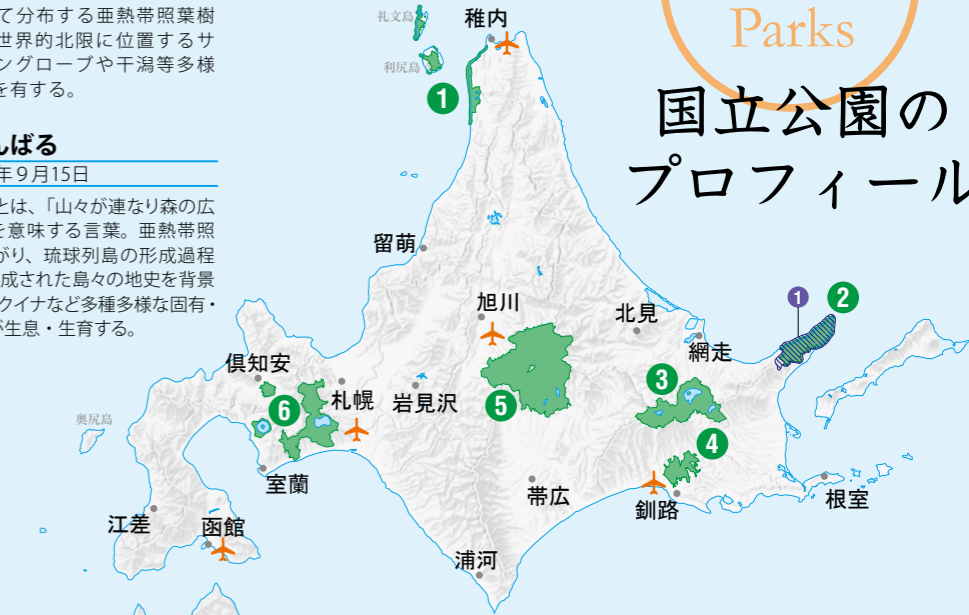 て分布する亜熱帯照葉樹
世界的北限に位置するサ
ングローブや干潟等多様
を有する。
んばる
年9月15日
とは、「山々が連なり森の広
を意味する言葉。亜熱帯照
がり、琉球列島の形成過程
成された島々の地史を背景
クイナなど多種多様な固有・
が生息・生育する。
Parks
国立公園の
プロフィール
礼文島
稚内
利尻島
1
留萌
旭川
北見
1
2
網走
倶知安
3
札幌
岩見沢
5
6
奥尻島
4
室蘭
帯広
釧路
根室
江差
函館
浦河